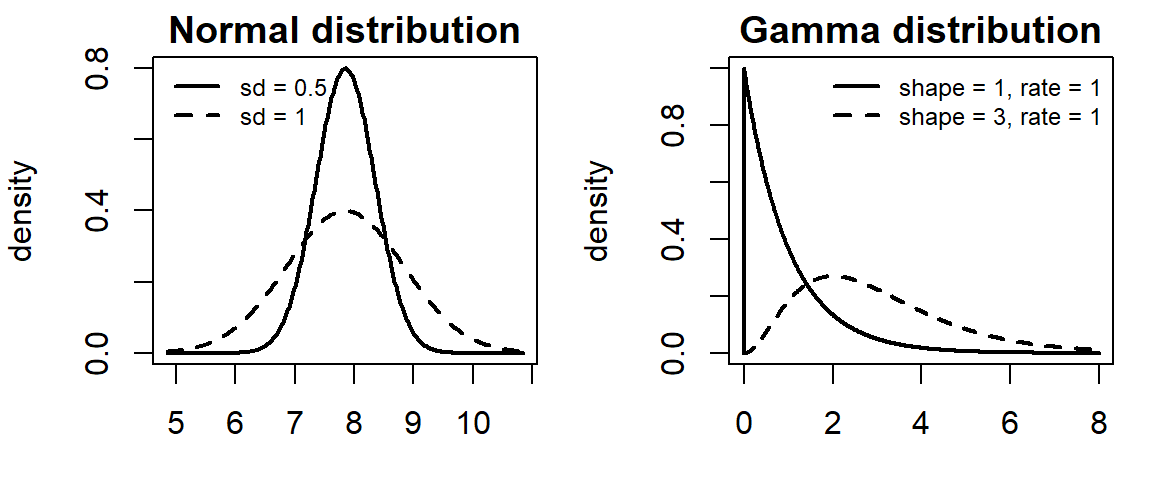 Normal distribution
density
0.0
0.4
0.8
sd = 0.5
sd = 1
5 6 7 8 9 10
Gamma distribution
density
0.0
0.4
0.8
shape = 1, rate = 1
shape = 3, rate = 1
0 2 4 6 8